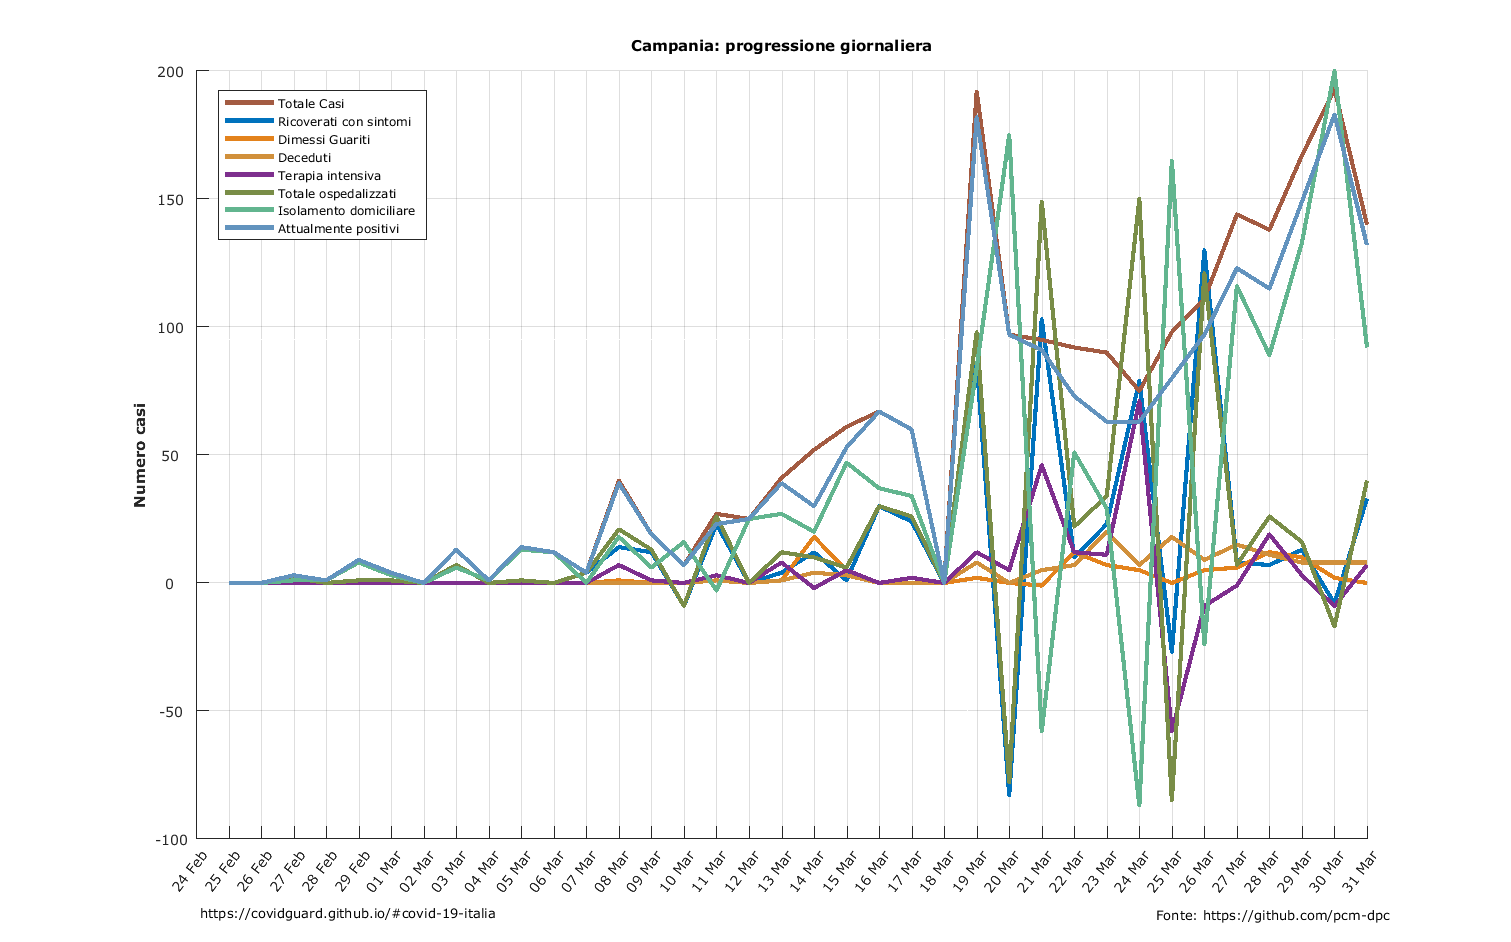 Campania: progressione giornaliera
200
150
100
50
0
-50
-100
Numero casi
Totale Casi
Ricoverati con sintomi
Dimessi Guariti
Deceduti
Terapia intensiva
Totale ospedalizzati
Isolamento domiciliare
Attualmente positivi
24 Feb
25 Feb
26 Feb
27 Feb
28 Feb
29 Feb
01 Mar
02 Mar
03 Mar
04 Mar
05 Mar
06 Mar
07 Mar
08 Mar
09 Mar
10 Mar
11 Mar
12 Mar
13 Mar
14 Mar
15 Mar
16 Mar
17 Mar
18 Mar
19 Mar
20 Mar
21 Mar
22 Mar
23 Mar
24 Mar
25 Mar
26 Mar
27 Mar
28 Mar
29 Mar
30 Mar
31 Mar
https://covidguard.github.io/#covid-19-italia
Fonte: https://github.com/pcm-dpc